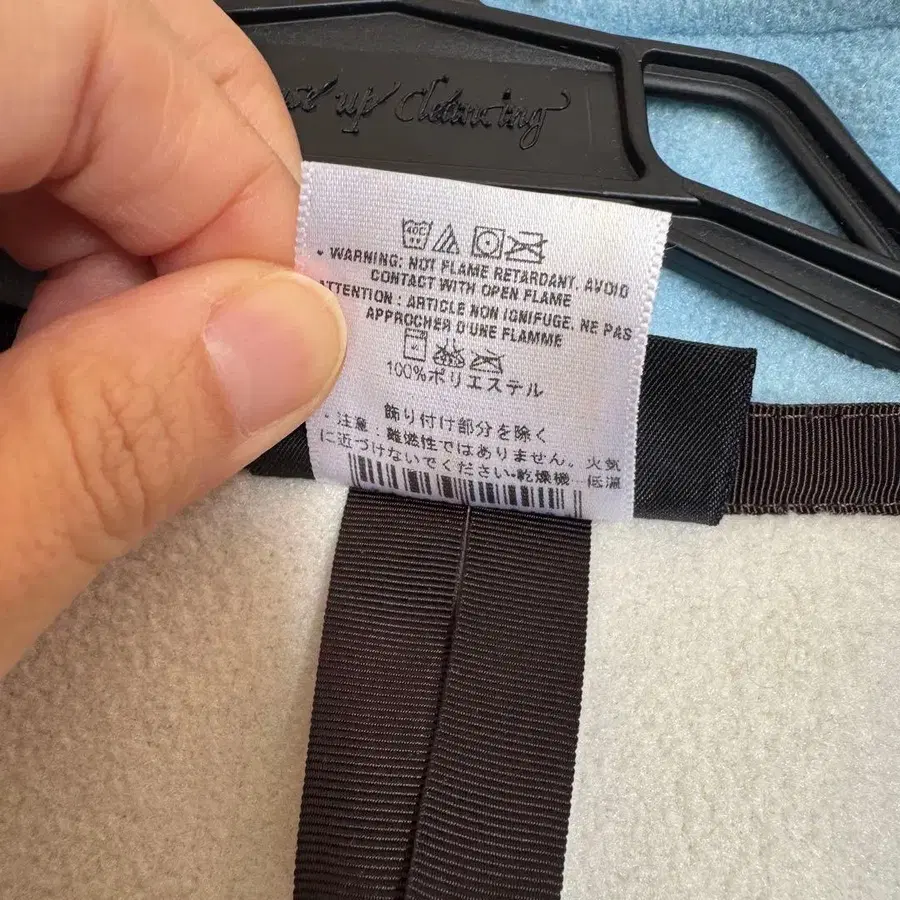 up Cleancing
40C
• WARNING: NOT FLAME RETARDANT. AVOID
CONTACT WITH OPEN FLAME
ATTENTION : ARTICLE NON IGNIFUGE. NE PAS
APPROCHER D'UNE FLAMME
100%ポリエステル
飾り付け部分を除く
・注意：難燃性ではありません。火気
に近づけないでください・乾燥機 低温